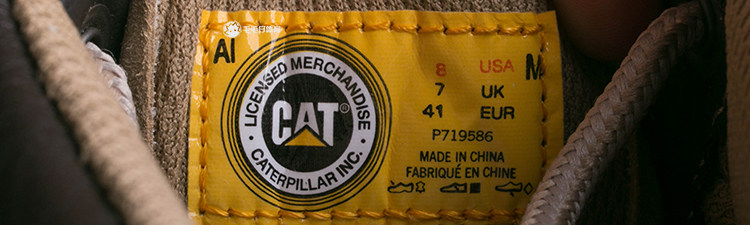 AI
LICENSED MERCHANDISE
CAT®
CATERPILLAR INC.
8 USA M
7 UK
41 EUR
P719586
MADE IN CHINA
FABRIQUÉ EN CHINE